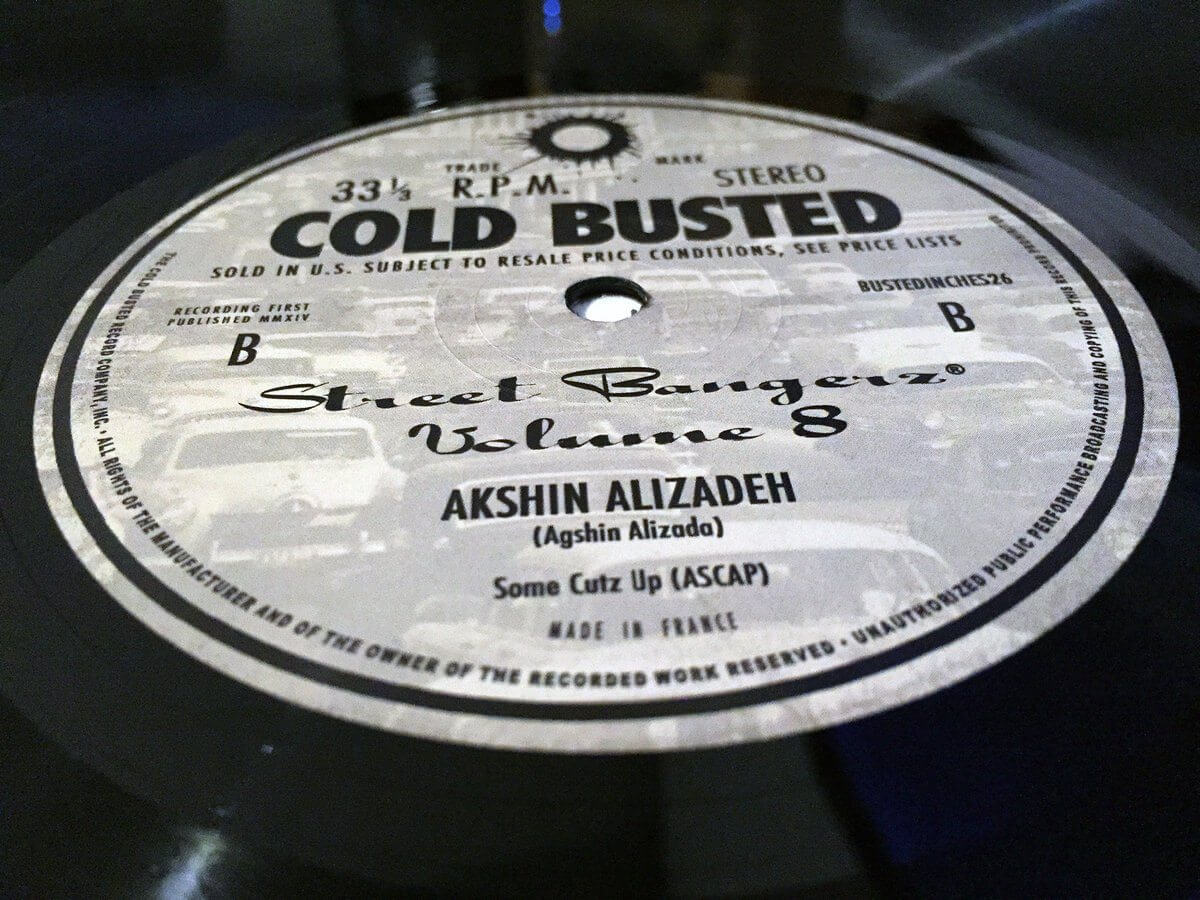 TRADE MARK
33 ⅓ R.P.M. STEREO
COLD BUSTED
SOLD IN U.S. SUBJECT TO RESALE PRICE CONDITIONS, SEE PRICE LISTS
RECORDING FIRST
PUBLISHED MMXIV
B
BUSTEDINCHES26
B
Street Bangerz®
Volume 8
AKSHIN ALIZADEH
(Agshin Alizada)
Some Cutz Up (ASCAP)
MADE IN FRANCE
THE COLD BUSTED RECORD COMPANY, INC. • ALL RIGHTS OF THE MANUFACTURER AND OF THE OWNER OF THE RECORDED WORK RESERVED • UNAUTHORIZED PUBLIC PERFORMANCE BROADCASTING AND COPYING OF THIS RECORD PROHIBITED